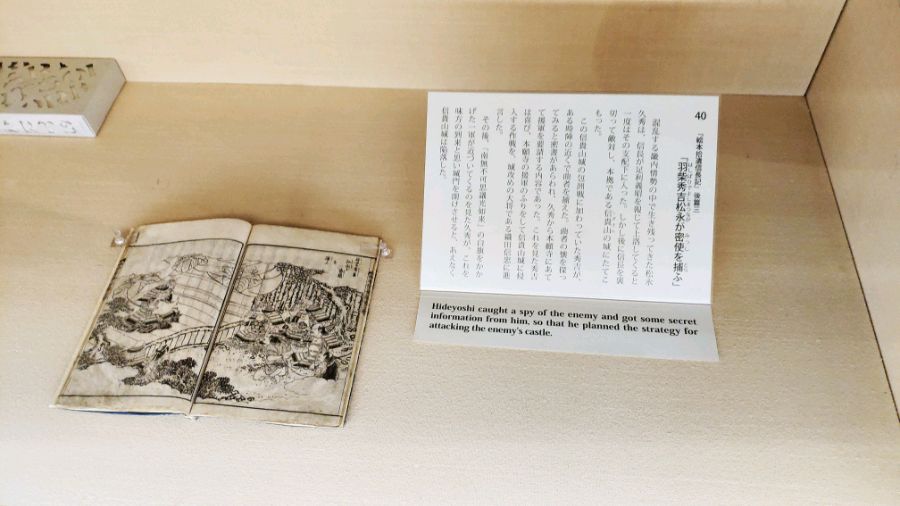 40
『絵本拾遺信長記』後篇三
「羽柴秀吉松永か密使を捕ふ」
混乱する畿内情勢の中で生き残ってきた松永
久秀は、信長が足利義昭を報じて上洛してくると
一度はその支配下に入った。しかし後に信長を裏
切って敵対し、本拠である信貴山の城にたてこ
もった。
この信貴山城の包囲戦に加わっていた秀吉が、
ある時陣の近くで曲者を捕えた。曲者の懐を探っ
てみると密書があらわれ、久秀から本願寺にあて
て援軍を要請する内容であった。これを見た秀吉
は喜び、本願寺の援軍のふりをして信貴山城に侵
入する作戦を、城攻めの大将である織田信忠に進
言した。
その後、「南無不可思議光如来」の白旗をかか
げた一軍が近づいてくるのを見た久秀が、これを
味方の到来と思い城門を開けさせると、あえなく
信貴山城は陥落した。
Hideyoshi caught a spy of the enemy and got some secret
information from him, so that he planned the strategy for
attacking the enemy's castle.